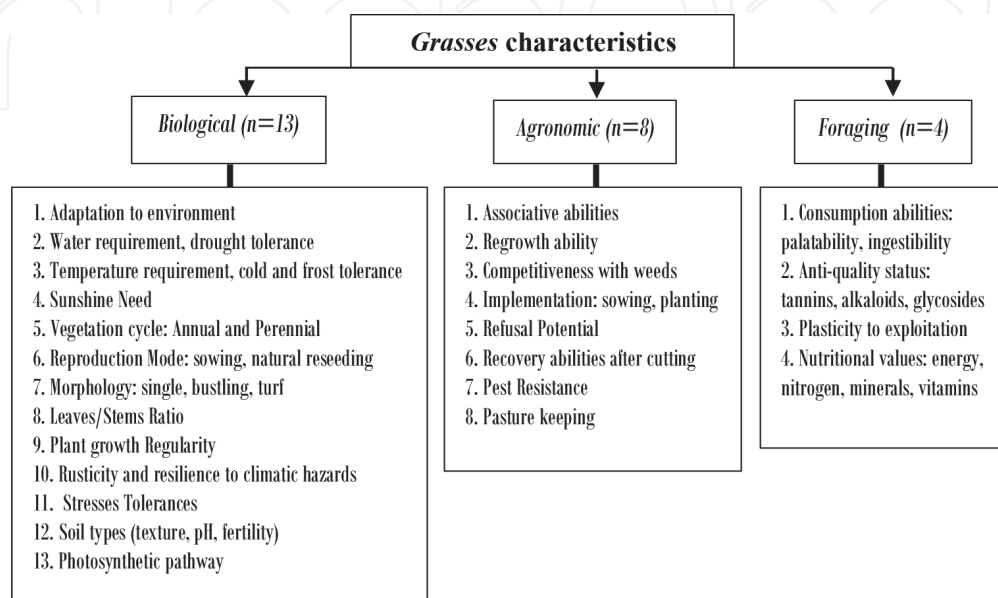 Grasses characteristics
Biological (n=13)
Agronomic (n=8)
Foraging (n=4)
1. Adaptation to environment
2. Water requirement, drought tolerance
3. Temperature requirement, cold and frost tolerance
4. Sunshine Need
5. Vegetation cycle: Annual and Perennial
6. Reproduction Mode: sowing, natural reseeding
7. Morphology: single, bustling, turf
8. Leaves/Stems Ratio
9. Plant growth Regularity
10. Rusticity and resilience to climatic hazards
11. Stresses Tolerances
12. Soil types (texture, pH, fertility)
13. Photosynthetic pathway
1. Associative abilities
2. Regrowth ability
3. Competitiveness with weeds
4. Implementation: sowing, planting
5. Refusal Potential
6. Recovery abilities after cutting
7. Pest Resistance
8. Pasture keeping
1. Consumption abilities:
palatability, ingestibility
2. Anti-quality status:
tannins, alkaloids, glycosides
3. Plasticity to exploitation
4. Nutritional values: energy,
nitrogen, minerals, vitamins